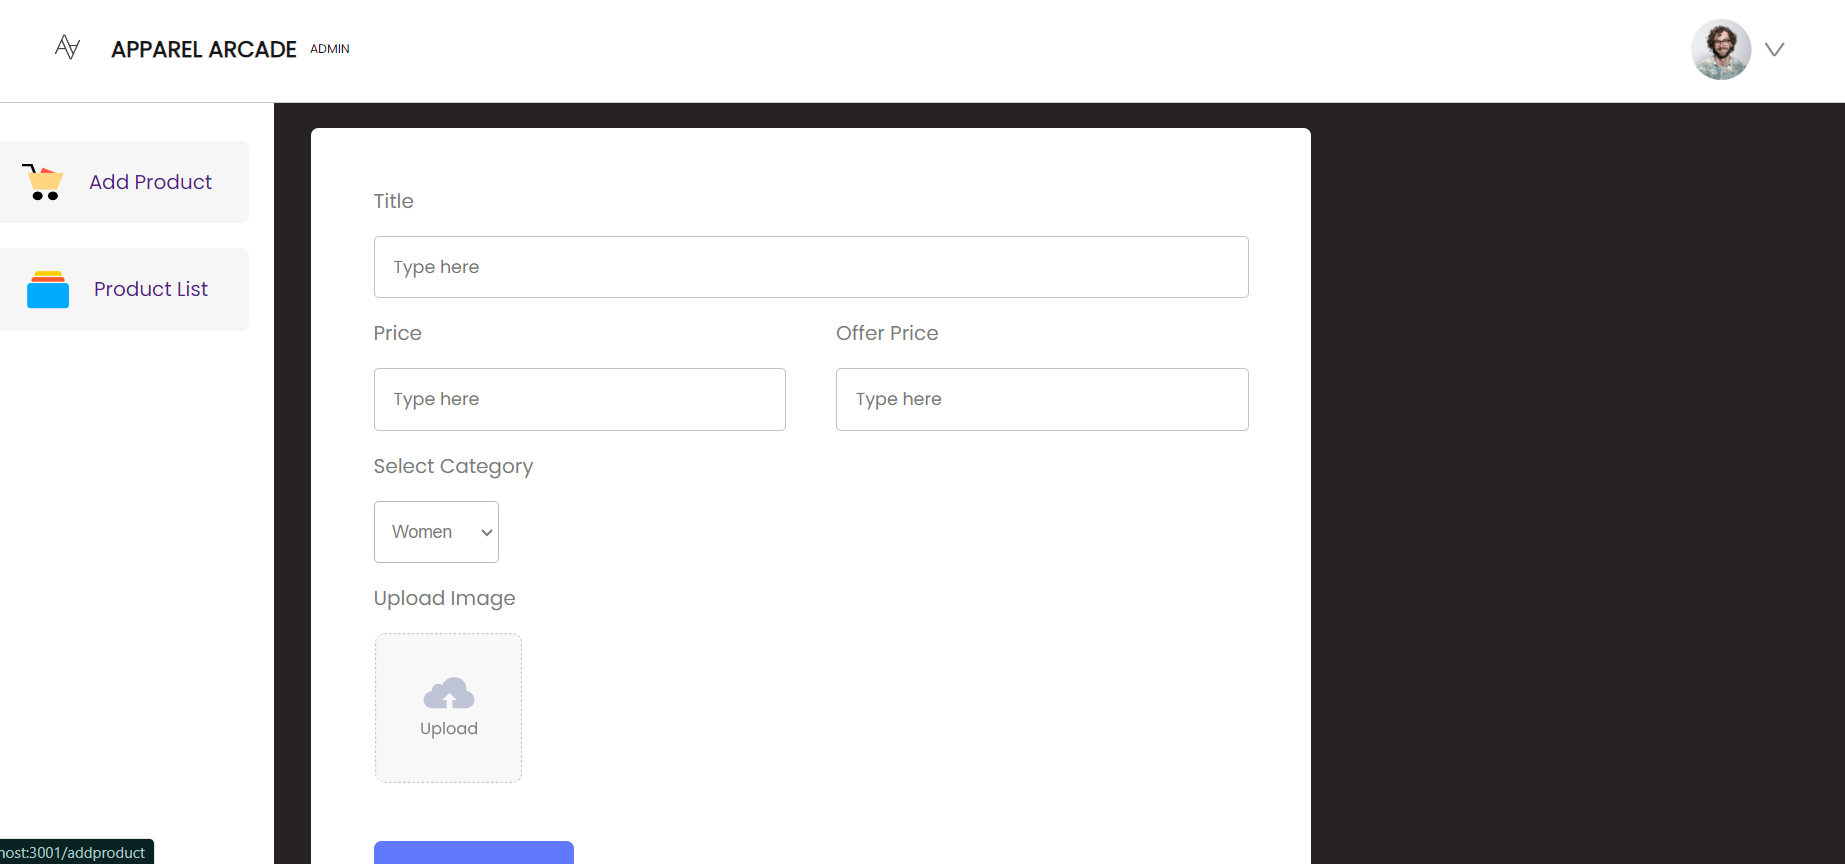 APPAREL ARCADE ADMIN
Add Product
Product List
Title
Type here
Price Offer Price
Type here Type here
Select Category
Women
Upload Image
Upload
host:3001/addproduct